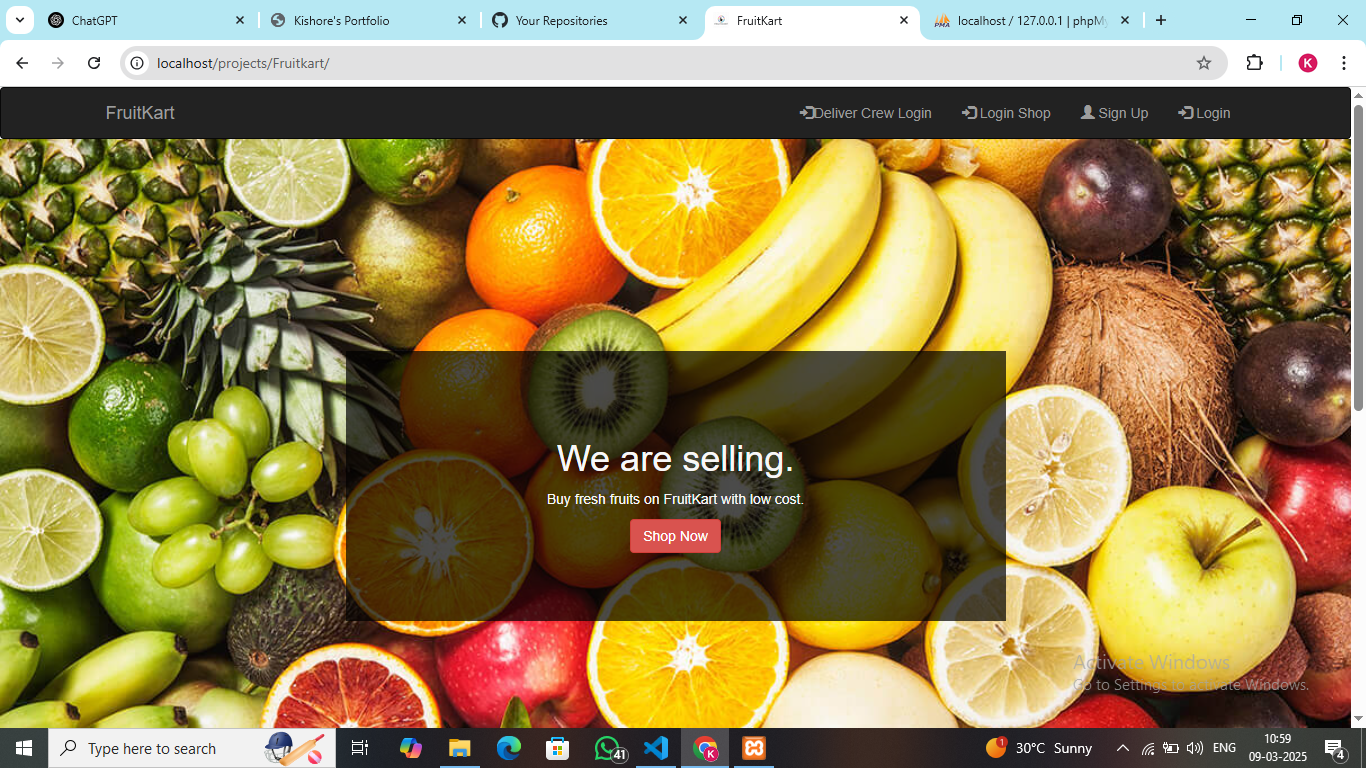 ChatGPT
Kishore's Portfolio
Your Repositories
FruitKart
localhost / 127.0.0.1 | phpMy
localhost/projects/Fruitkart/
K
FruitKart
Deliver Crew Login
Login Shop
Sign Up
Login
We are selling.
Buy fresh fruits on FruitKart with low cost.
Shop Now
Activate Windows
Go to Settings to activate Windows.
Type here to search
41
K
1
30°C Sunny
ENG
10:59
09-03-2025
4